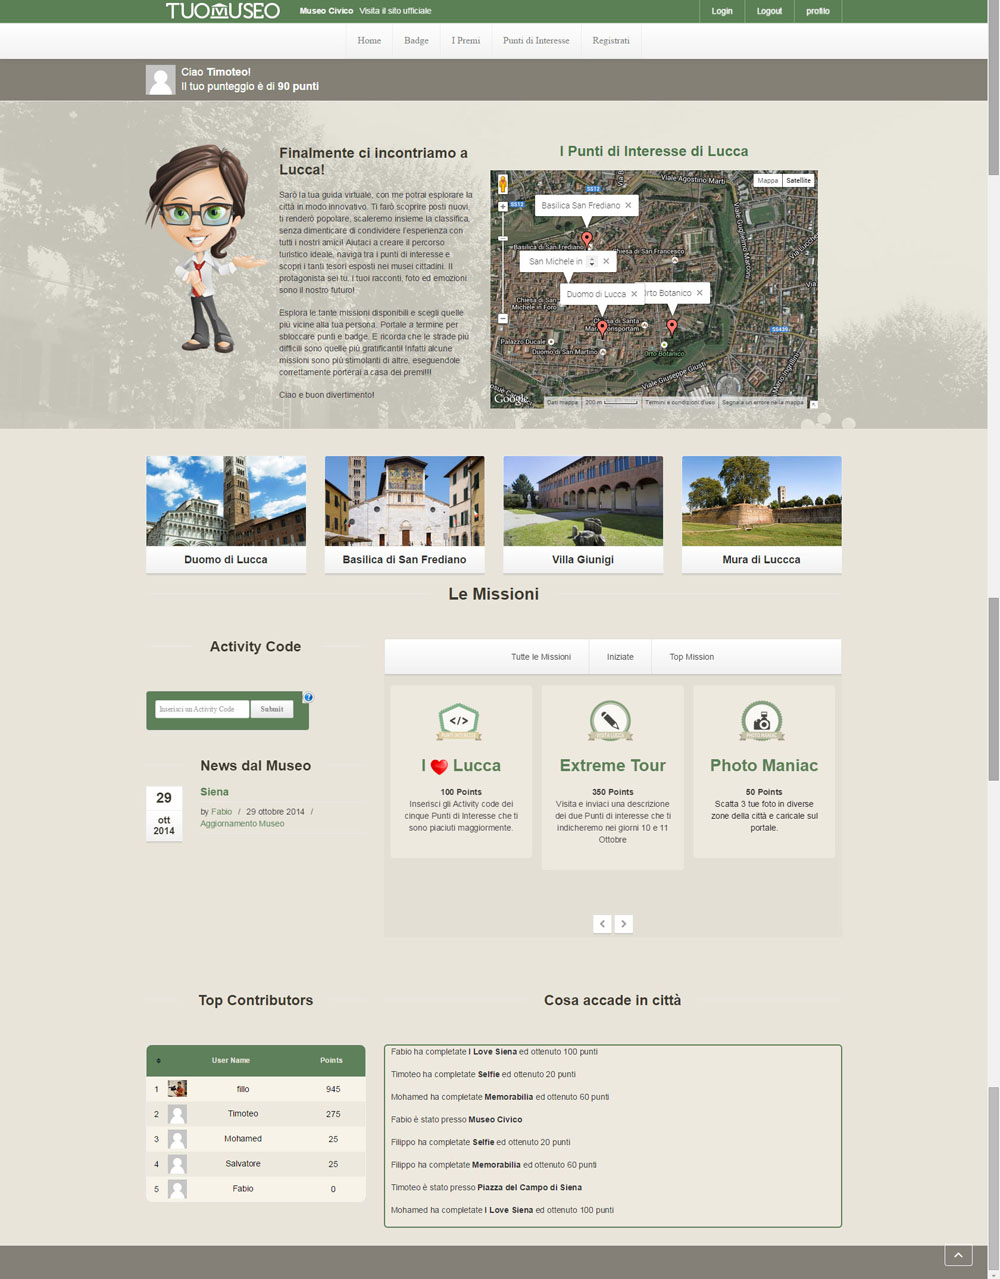 TUOMUSEO Museo Civico Visita il sito ufficiale Login Logout profilo
Home Badge I Premi Punti di Interesse Registrati
Ciao Timoteo!
Il tuo punteggio è di 90 punti
Finalmente ci incontriamo a
Lucca!
Sarò la tua guida virtuale, con me potrai esplorare la
città in modo innovativo. Ti farò scoprire posti nuovi,
ti renderò popolare, scaleremo insieme la classifica,
senza dimenticare di condividere l'esperienza con
tutti i nostri amici! Aiutaci a creare il percorso
turistico ideale, naviga tra i punti di interesse e
scopri i tanti tesori esposti nei musei cittadini. Il
protagonista sei tu, i tuoi racconti, foto ed emozioni
sono il nostro futuro!
Esplora le tante missioni disponibili e scegli quelle
più vicine alla tua persona. Portale a termine per
sbloccare punti e badge. E ricorda che le strade più
difficili sono quelle più gratificanti! Infatti alcune
missioni sono più stimolanti di altre, eseguendole
correttamente porterai a casa dei premi!!!
Ciao e buon divertimento!
I Punti di Interesse di Lucca
Viale Agostino Marti
Mappa Satellite
SS12
SS12
Basilica San Frediano
Basilica di San Frediano
Chiesa di San Francesco
San Michele in
Duomo di Lucca
Orto Botanico
Chiesa di San
Michele in Foro
Chiesa di Santa
Maria Forisportam
SS439
Palazzo Ducale
Duomo di San Martino
Orto Botanico
Viale Giuseppe Giusti
Google
Dati mappa 200 m Termini e condizioni d'uso Segnala un errore nella mappa
Duomo di Lucca
Basilica di San Frediano
Villa Giunigi
Mura di Luccca
Le Missioni
Activity Code
Inserisci un Activity Code Submit
News dal Museo
29
ott
2014
Siena
by Fabio / 29 ottobre 2014 /
Aggiornamento Museo
Tutte le Missioni Iniziate Top Mission
I Lucca
100 Points
Inserisci gli Activity code dei
cinque Punti di Interesse che ti
sono piaciuti maggiormente.
Extreme Tour
350 Points
Visita e inviaci una descrizione
dei due Punti di interesse che ti
indicheremo nei giorni 10 e 11
Ottobre
PHOTO MANIAC
Photo Maniac
50 Points
Scatta 3 tue foto in diverse
zone della città e caricale sul
portale.
Top Contributors
User Name Points
1 fillo 945
2 Timoteo 275
3 Mohamed 25
4 Salvatore 25
5 Fabio 0
Cosa accade in città
Fabio ha completate I Love Siena ed ottenuto 100 punti
Timoteo ha completate Selfie ed ottenuto 20 punti
Mohamed ha completate Memorabilia ed ottenuto 60 punti
Fabio è stato presso Museo Civico
Filippo ha completate Selfie ed ottenuto 20 punti
Filippo ha completate Memorabilia ed ottenuto 60 punti
Timoteo è stato presso Piazza del Campo di Siena
Mohamed ha completate I Love Siena ed ottenuto 100 punti